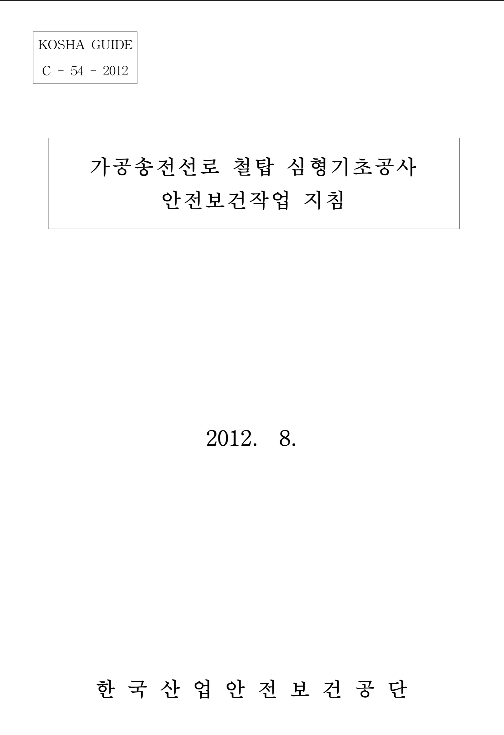 KOSHA GUIDE
C - 54 - 2012
가공송전선로 철탑 심형기초공사
안전보건작업 지침
2012. 8.
한국산업안전보건공단